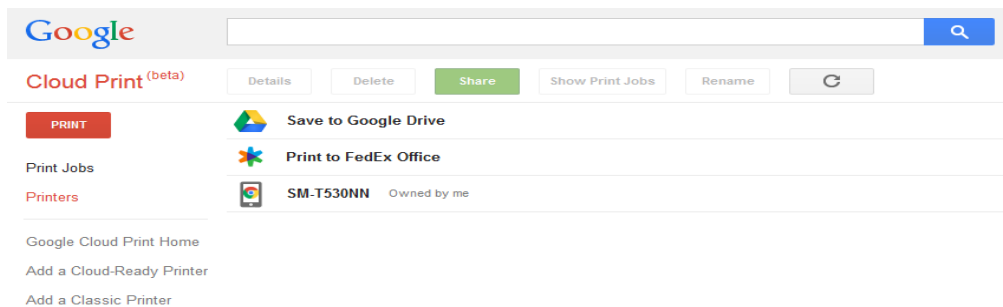 Google
Cloud Print (beta)
Details Delete Share Show Print Jobs Rename
PRINT
Print Jobs
Printers
Google Cloud Print Home
Add a Cloud-Ready Printer
Add a Classic Printer
Save to Google Drive
Print to FedEx Office
SM-T530NN Owned by me